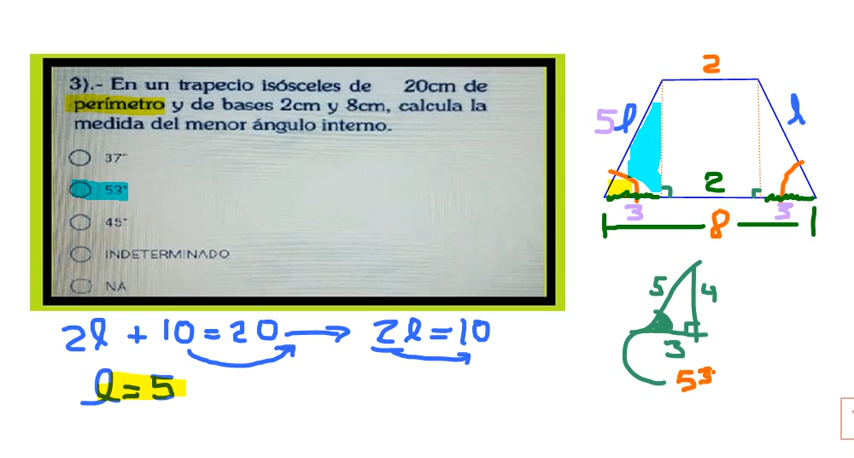 3).- En un trapecio isósceles de 20cm de
perímetro y de bases 2cm y 8cm, calcula la
medida del menor ángulo interno.
37°
53°
45°
INDETERMINADO
NA
2l + 10 = 20 → 2l = 10
l = 5
2
5l
l
2
3
3
8
5
4
3
53°